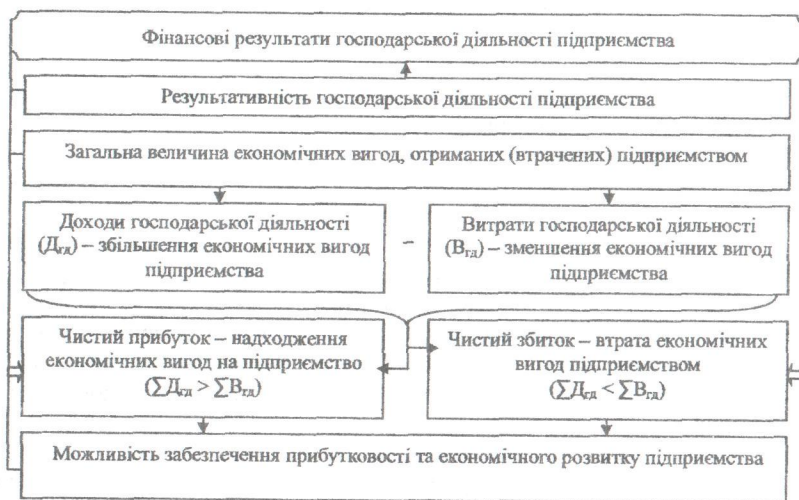 Фінансові результати господарської діяльності підприємства
Результативність господарської діяльності підприємства
Загальна величина економічних вигод, отриманих (втрачених) підприємством
Доходи господарської діяльності
(Дгд) – збільшення економічних вигод
підприємства
–
Витрати господарської діяльності
(Вгд) – зменшення економічних вигод
підприємства
Чистий прибуток – надходження
економічних вигод на підприємство
(∑Дгд > ∑Вгд)
Чистий збиток – втрата економічних
вигод підприємством
(∑Дгд < ∑Вгд)
Можливість забезпечення прибутковості та економічного розвитку підприємства